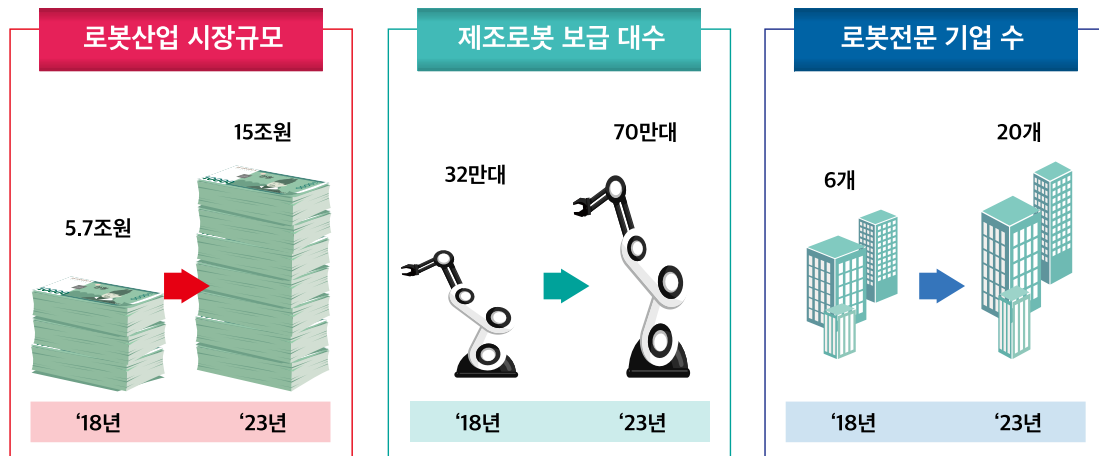 로봇산업 시장규모
5.7조원
15조원
‘18년
‘23년
제조로봇 보급 대수
32만대
70만대
‘18년
‘23년
로봇전문 기업 수
6개
20개
‘18년
‘23년